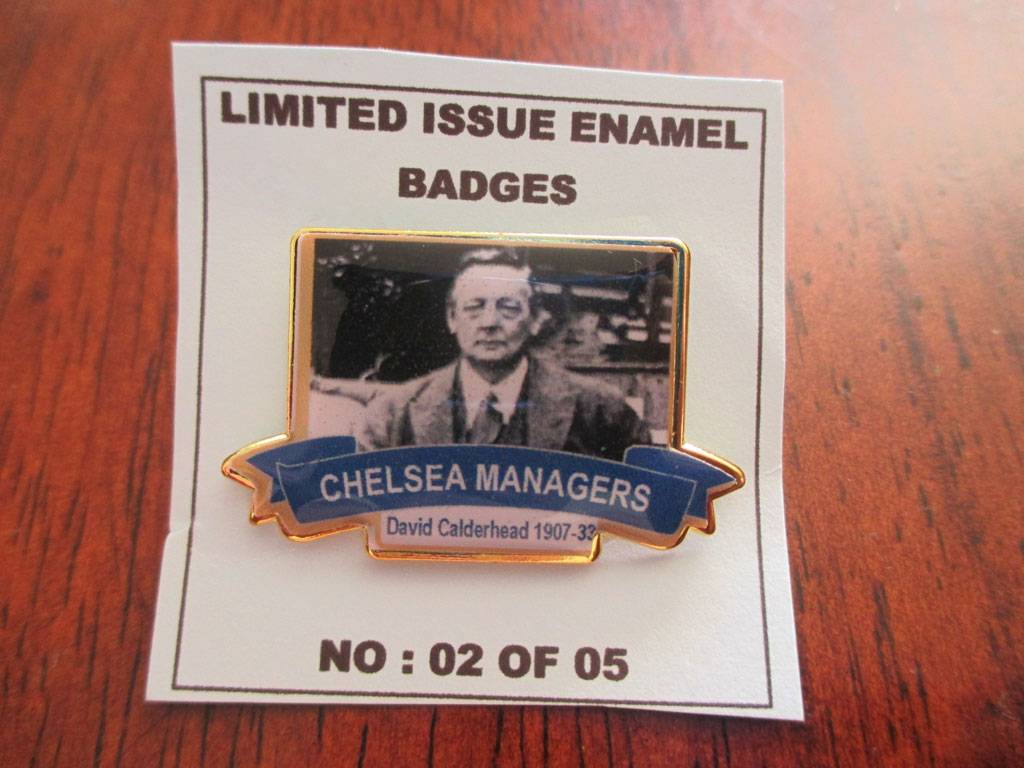 LIMITED ISSUE ENAMEL
BADGES
CHELSEA MANAGERS
David Calderhead 1907-33
NO : 02 OF 05